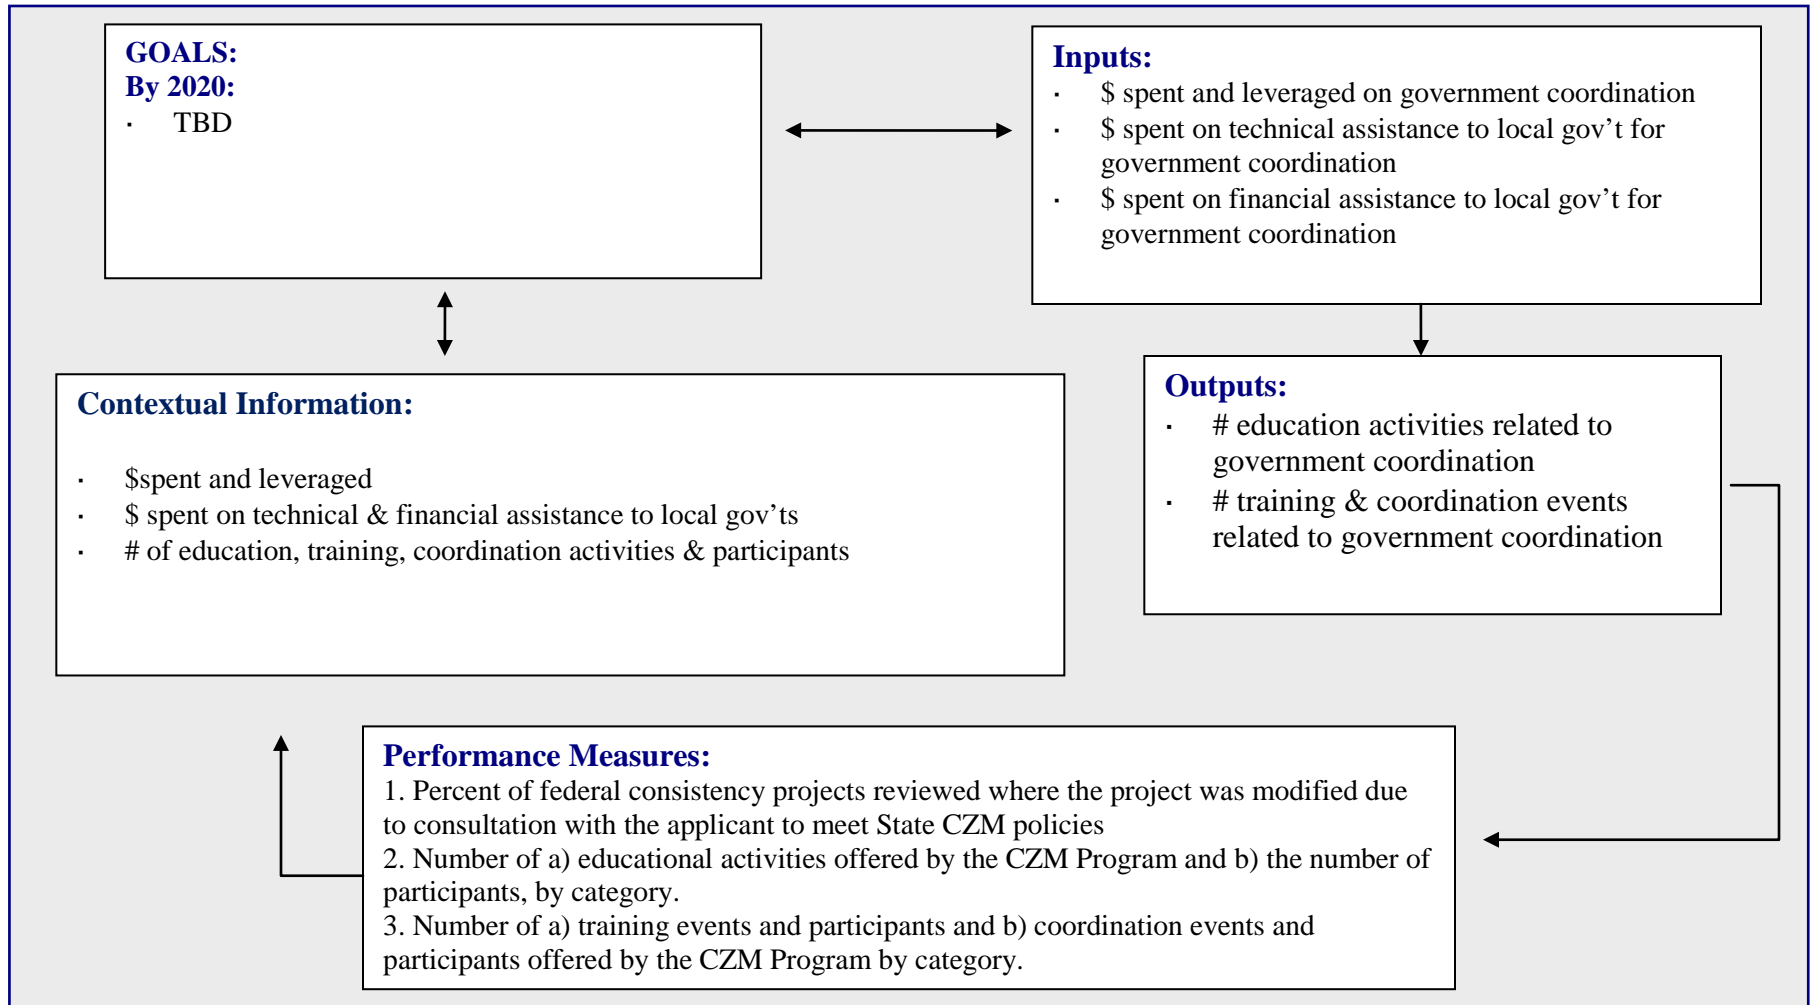 GOALS:
By 2020:
· TBD
Inputs:
· $ spent and leveraged on government coordination
· $ spent on technical assistance to local gov’t for
government coordination
· $ spent on financial assistance to local gov’t for
government coordination
Contextual Information:
· $spent and leveraged
· $ spent on technical & financial assistance to local gov’ts
· # of education, training, coordination activities & participants
Outputs:
· # education activities related to
government coordination
· # training & coordination events
related to government coordination
Performance Measures:
1. Percent of federal consistency projects reviewed where the project was modified due
to consultation with the applicant to meet State CZM policies
2. Number of a) educational activities offered by the CZM Program and b) the number of
participants, by category.
3. Number of a) training events and participants and b) coordination events and
participants offered by the CZM Program by category.